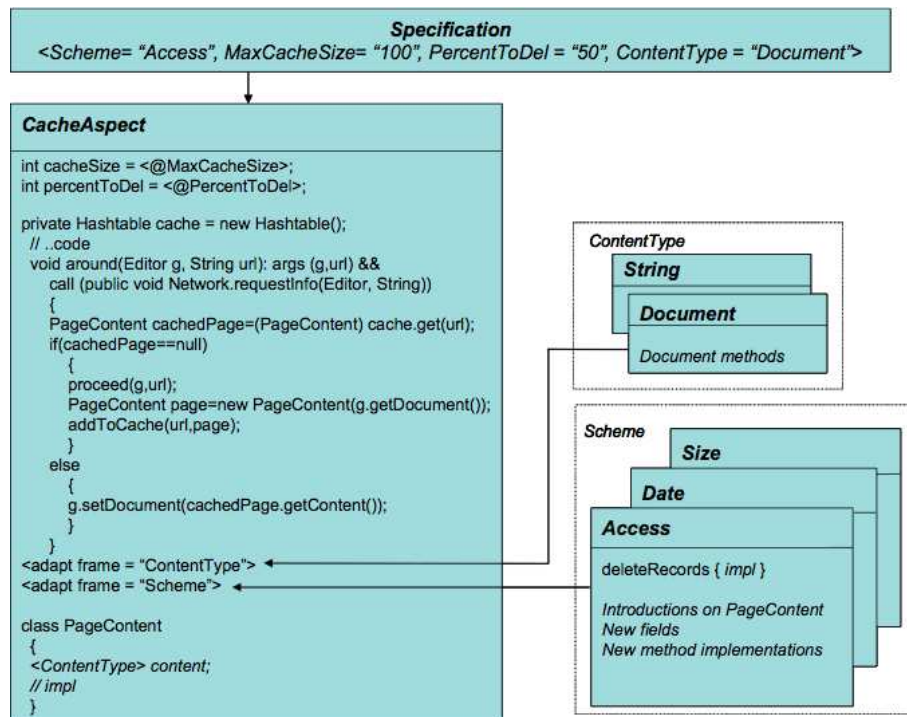 Specification
<Scheme= “Access”, MaxCacheSize= “100”, PercentToDel = “50”, ContentType = “Document”>
CacheAspect
int cacheSize = <@MaxCacheSize>;
int percentToDel = <@PercentToDel>;
private Hashtable cache = new Hashtable();
// ..code
void around(Editor g, String url): args (g,url) &&
call (public void Network.requestInfo(Editor, String))
{
PageContent cachedPage=(PageContent) cache.get(url);
if(cachedPage==null)
{
proceed(g,url);
PageContent page=new PageContent(g.getDocument());
addToCache(url,page);
}
else
{
g.setDocument(cachedPage.getContent());
}
}
<adapt frame = “ContentType”>
<adapt frame = “Scheme”>
class PageContent
{
<ContentType> content;
// impl
}
ContentType
String
Document
Document methods
Scheme
Size
Date
Access
deleteRecords { impl }
Introductions on PageContent
New fields
New method implementations